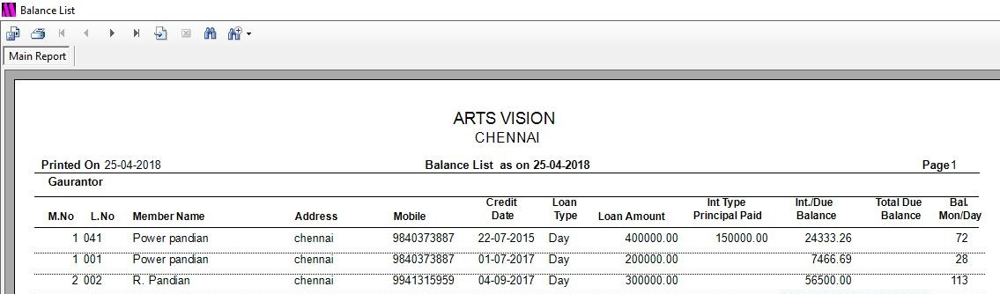 Balance List
Main Report
ARTS VISION
CHENNAI
Printed On 25-04-2018 Balance List as on 25-04-2018 Page1
Gaurantor
M.No L.No Member Name Address Mobile Credit Date Loan Type Loan Amount Int Type Principal Paid Int./Due Balance Total Due Balance Bal. Mon/Day
1 041 Power pandian chennai 9840373887 22-07-2015 Day 400000.00 150000.00 24333.26 72
1 001 Power pandian chennai 9840373887 01-07-2017 Day 200000.00 7466.69 28
2 002 R. Pandian chennai 9941315959 04-09-2017 Day 300000.00 56500.00 113